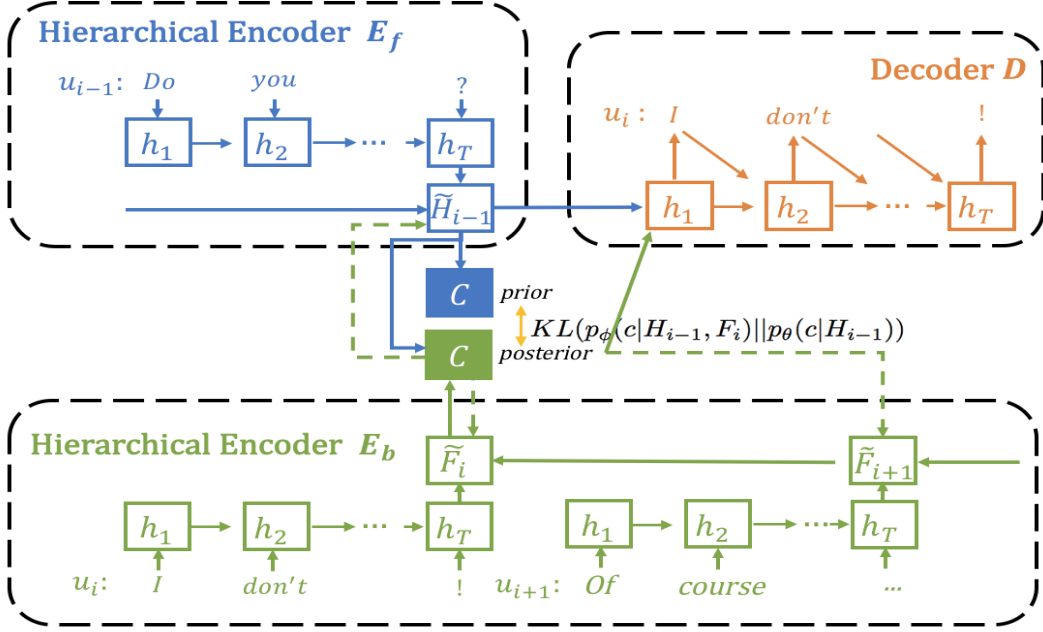 Hierarchical Encoder E_f
u_{i-1}: Do you ?
h_1 h_2 ... h_T
H̃_{i-1}
Decoder D
u_i: I don't !
h_1 h_2 ... h_T
C prior
KL(p_ϕ(c|H_{i-1}, F_i)||p_θ(c|H_{i-1}))
C posterior
Hierarchical Encoder E_b
F̃_i F̃_{i+1}
h_1 h_2 ... h_T h_1 h_2 ... h_T
u_i: I don't ! u_{i+1}: Of course ...